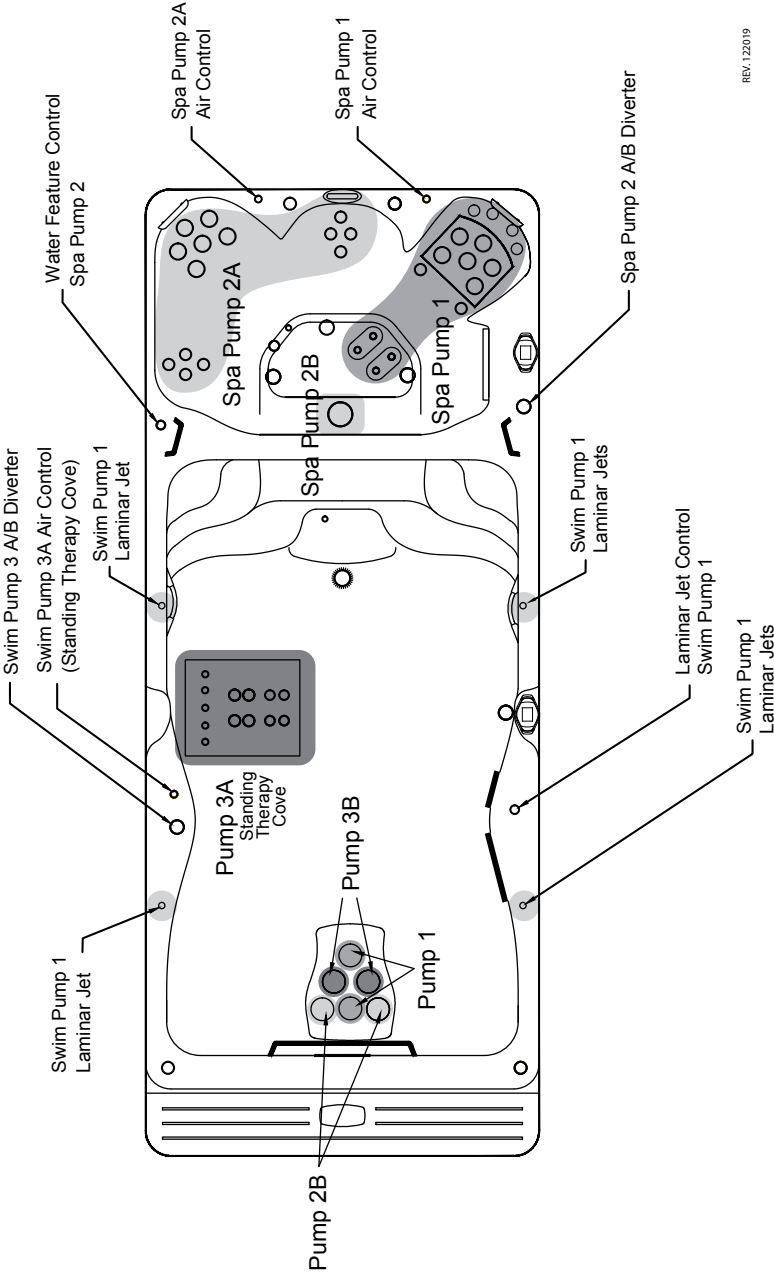 Swim Pump 3 A/B Diverter
Swim Pump 3A Air Control
(Standing Therapy Cove)
Swim Pump 1
Laminar Jet
Swim Pump 1
Laminar Jet
Water Feature Control
Spa Pump 2
Spa Pump 2A
Air Control
Spa Pump 1
Air Control
Pump 3A
Standing
Therapy
Cove
Pump 3B
Pump 1
Pump 2B
Spa Pump 2A
Spa Pump 2B
Spa Pump 1
Swim Pump 1
Laminar Jets
Laminar Jet Control
Swim Pump 1
Swim Pump 1
Laminar Jets
Spa Pump 2 A/B Diverter
REV. 122019